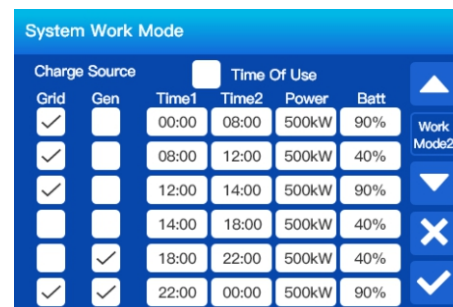 System Work Mode
Charge Source Time Of Use
Grid Gen Time1 Time2 Power Batt
00:00 08:00 500kW 90%
Work
Mode2
08:00 12:00 500kW 40%
12:00 14:00 500kW 90%
14:00 18:00 500kW 40%
18:00 22:00 500kW 40%
22:00 00:00 500kW 90%